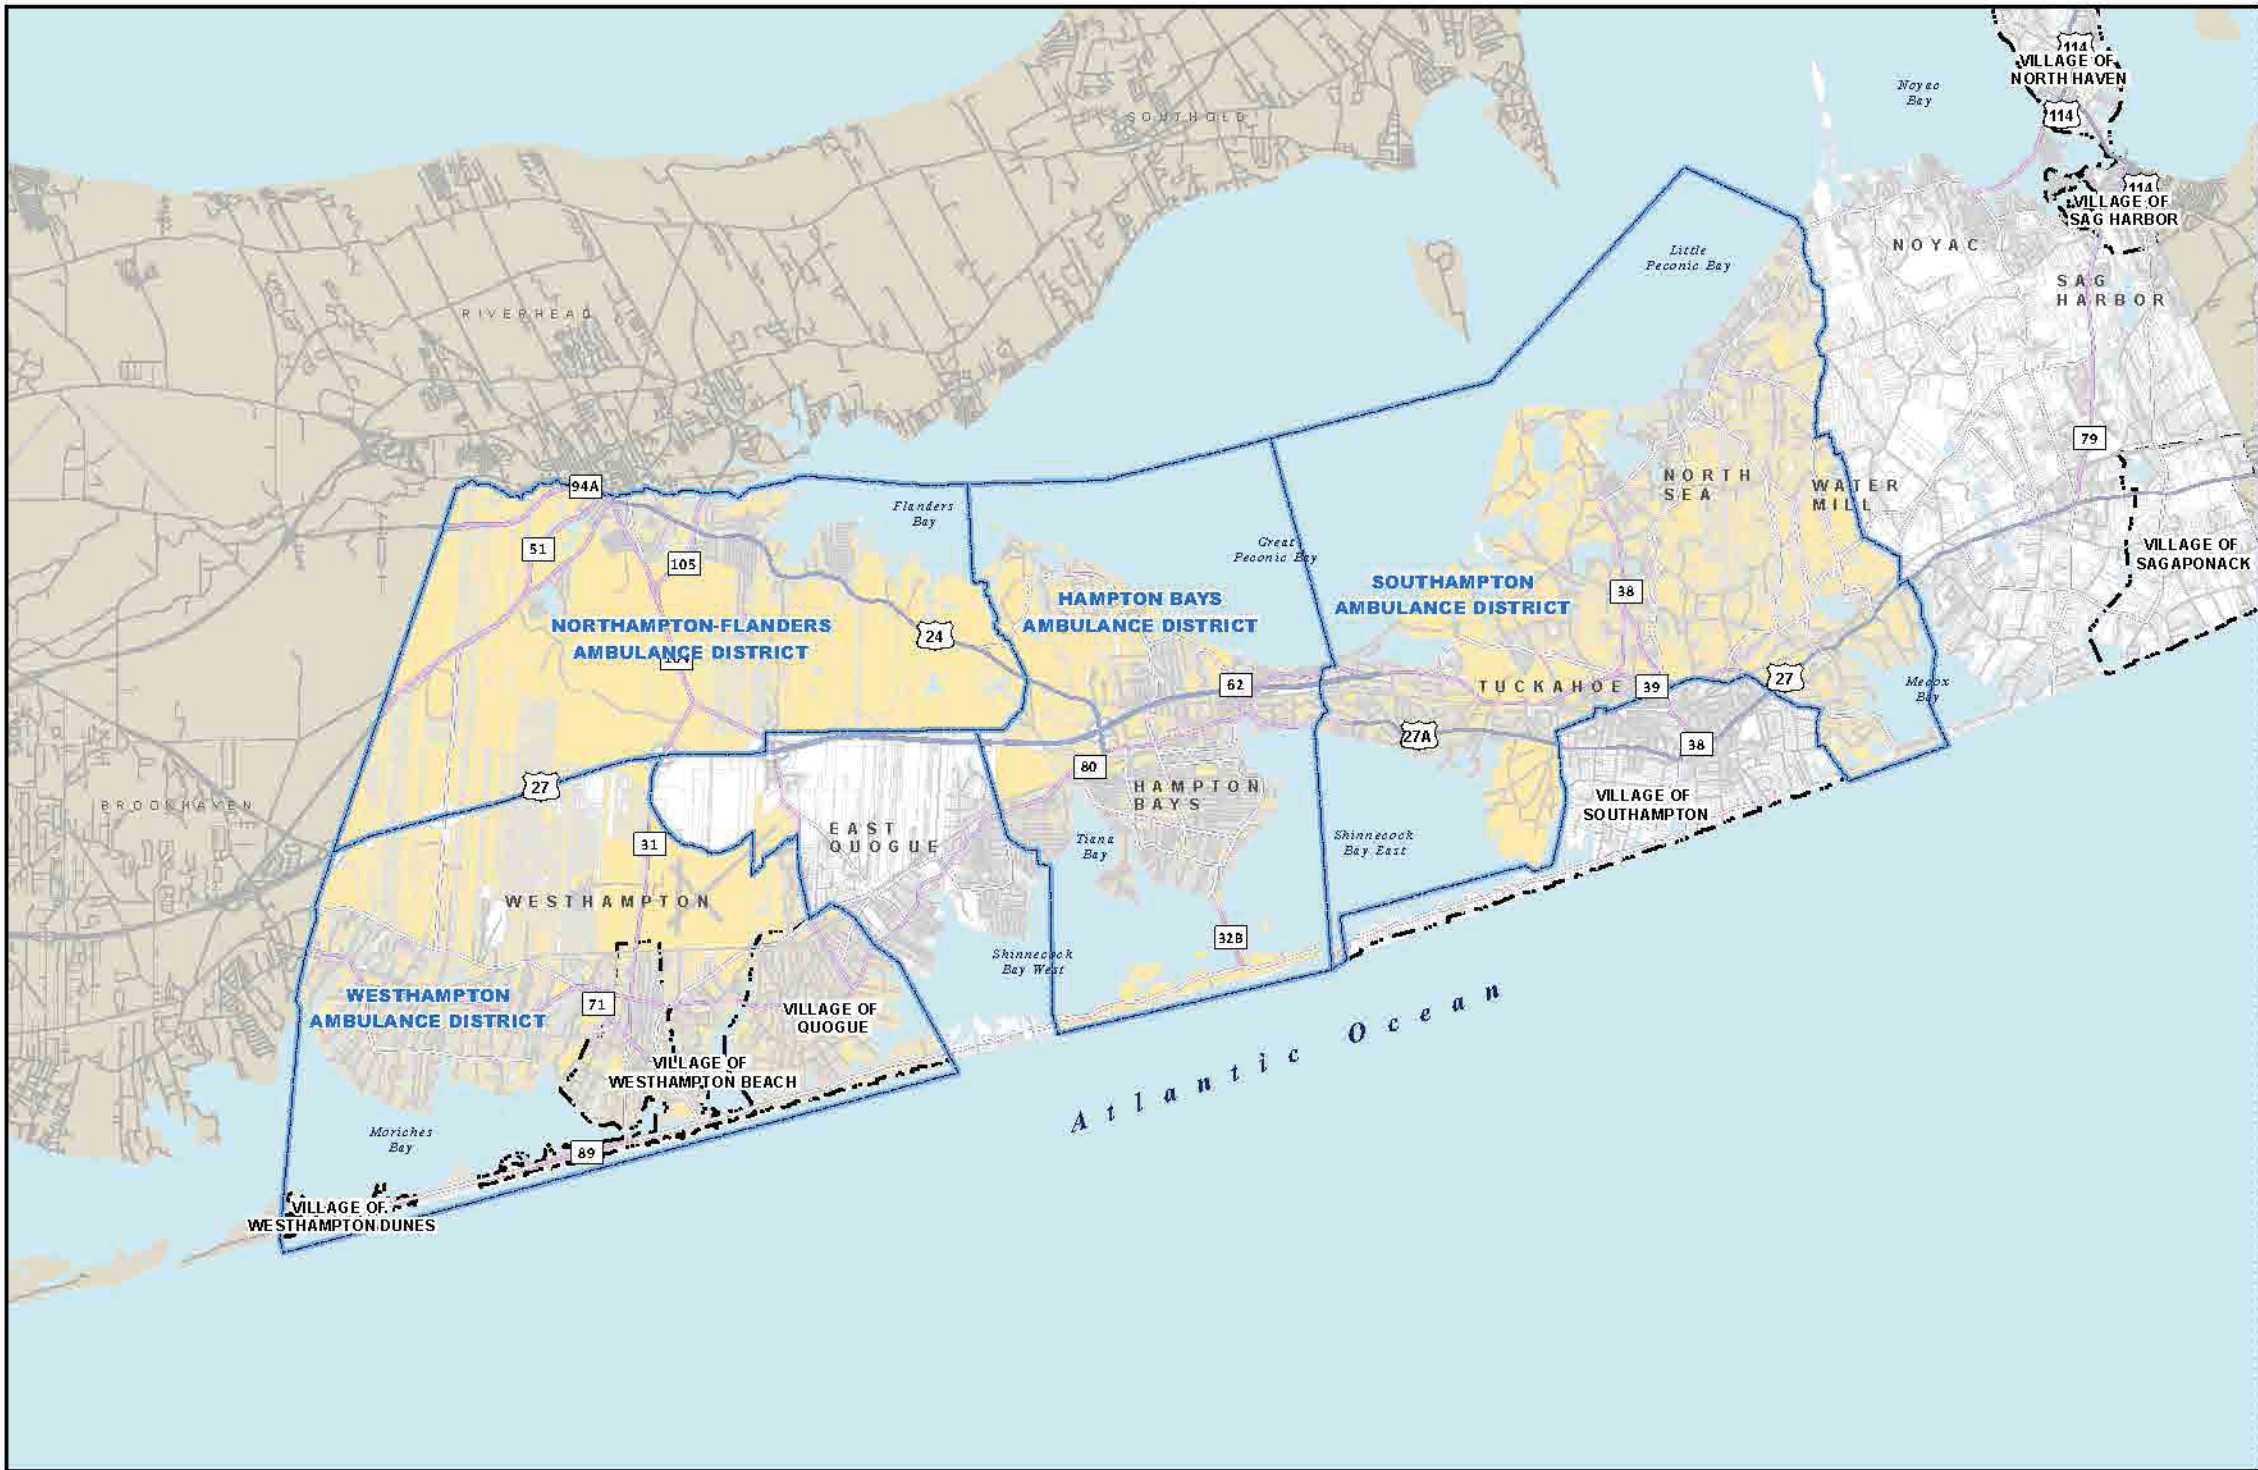 114
VILLAGE OF
NORTH HAVEN
Noyac
Bay
114
SOUTHOLD
114
VILLAGE OF
SAG HARBOR
NOYAC
Little
Peconic Bay
SAG
HARBOR
RIVERHEAD
79
94A
NORTH
SEA
WATER
MILL
Flanders
Bay
51
105
Great
Peconic Bay
VILLAGE OF
SAGAPONACK
HAMPTON BAYS
AMBULANCE DISTRICT
SOUTHAMPTON
AMBULANCE DISTRICT
38
NORTHAMPTON-FLANDERS
AMBULANCE DISTRICT
24
62
TUCKAHOE
39
27
Mecox
Bay
27A
38
80
27
HAMPTON
BAYS
VILLAGE OF
SOUTHAMPTON
BROOKHAVEN
EAST
QUOGUE
31
Tiana
Bay
Shinnecock
Bay East
WESTHAMPTON
32B
Shinnecock
Bay West
WESTHAMPTON
AMBULANCE DISTRICT
71
VILLAGE OF
QUOGUE
Atlantic Ocean
VILLAGE OF
WESTHAMPTON BEACH
Moriches
Bay
89
VILLAGE OF
WESTHAMPTON DUNES